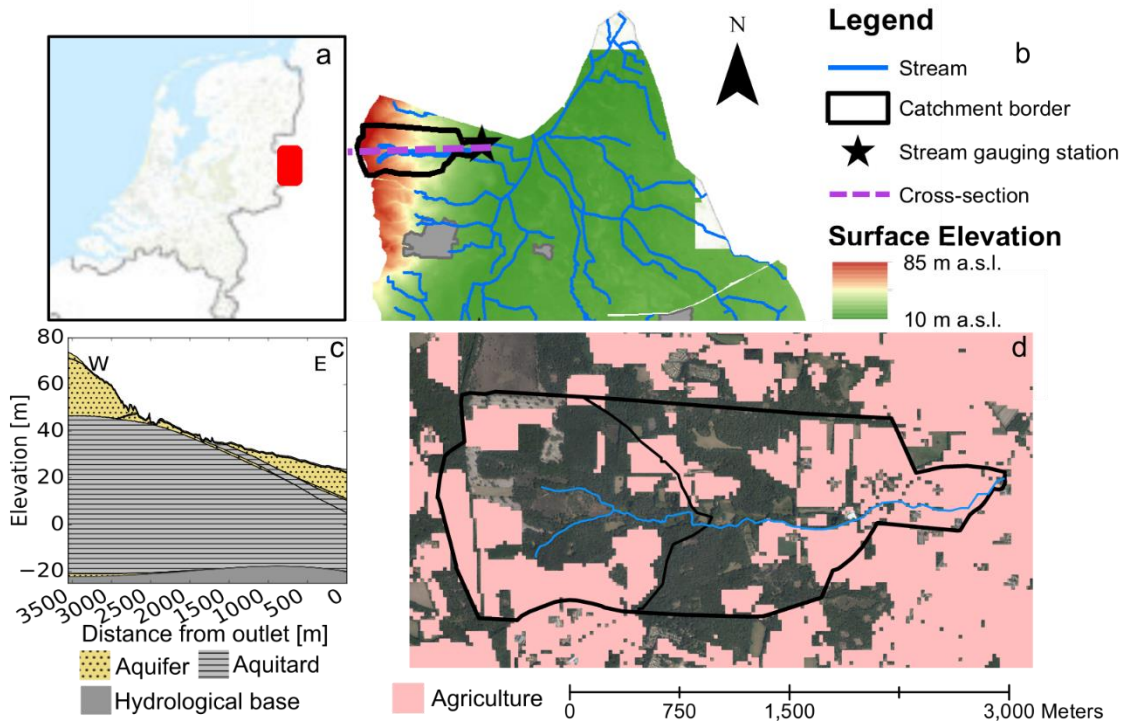 a
N
Legend
b
Stream
Catchment border
Stream gauging station
Cross-section
Surface Elevation
85 m a.s.l.
10 m a.s.l.
c
W
E
80
60
40
20
0
−20
Elevation [m]
3500 3000 2500 2000 1500 1000 500 0
Distance from outlet [m]
Aquifer
Aquitard
Hydrological base
d
Agriculture
0 750 1,500 3,000 Meters